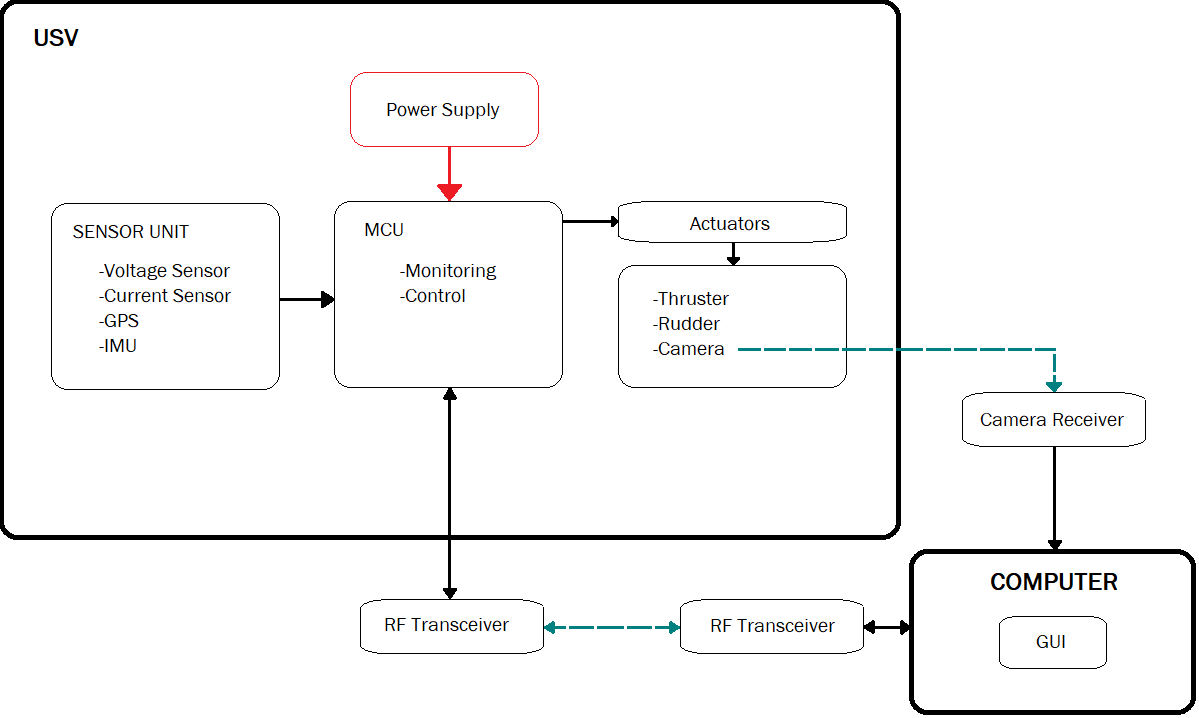 USV
Power Supply
SENSOR UNIT
-Voltage Sensor
-Current Sensor
-GPS
-IMU
MCU
-Monitoring
-Control
Actuators
-Thruster
-Rudder
-Camera
Camera Receiver
RF Transceiver
RF Transceiver
COMPUTER
GUI